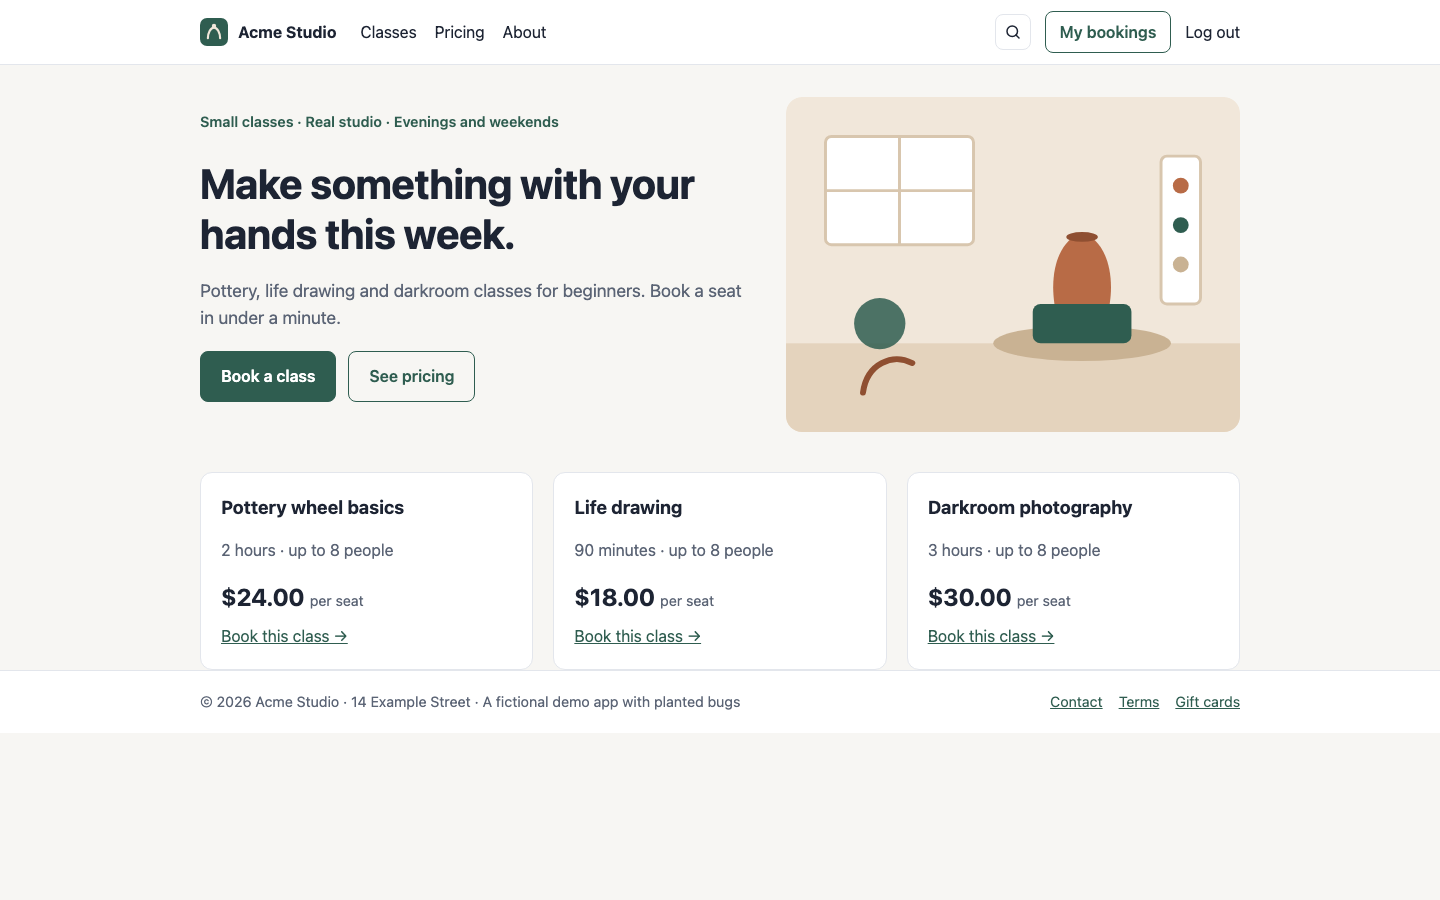 Acme Studio
Classes
Pricing
About
My bookings
Log out
Small classes · Real studio · Evenings and weekends
Make something with your
hands this week.
Pottery, life drawing and darkroom classes for beginners. Book a seat
in under a minute.
Book a class
See pricing
Pottery wheel basics
2 hours · up to 8 people
$24.00 per seat
Book this class →
Life drawing
90 minutes · up to 8 people
$18.00 per seat
Book this class →
Darkroom photography
3 hours · up to 8 people
$30.00 per seat
Book this class →
© 2026 Acme Studio · 14 Example Street · A fictional demo app with planted bugs
Contact
Terms
Gift cards